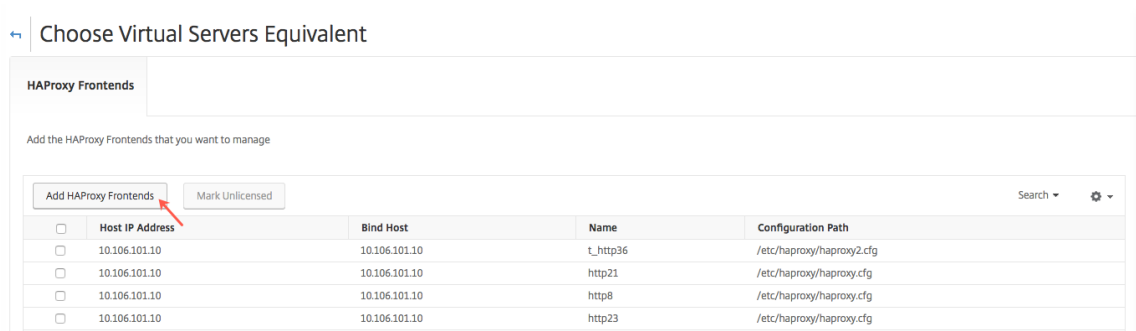 Choose Virtual Servers Equivalent
HAProxy Frontends
Add the HAProxy Frontends that you want to manage
Add HAProxy Frontends Mark Unlicensed Search
Host IP Address Bind Host Name Configuration Path
10.106.101.10 10.106.101.10 t_http36 /etc/haproxy/haproxy2.cfg
10.106.101.10 10.106.101.10 http21 /etc/haproxy/haproxy.cfg
10.106.101.10 10.106.101.10 http8 /etc/haproxy/haproxy.cfg
10.106.101.10 10.106.101.10 http23 /etc/haproxy/haproxy.cfg